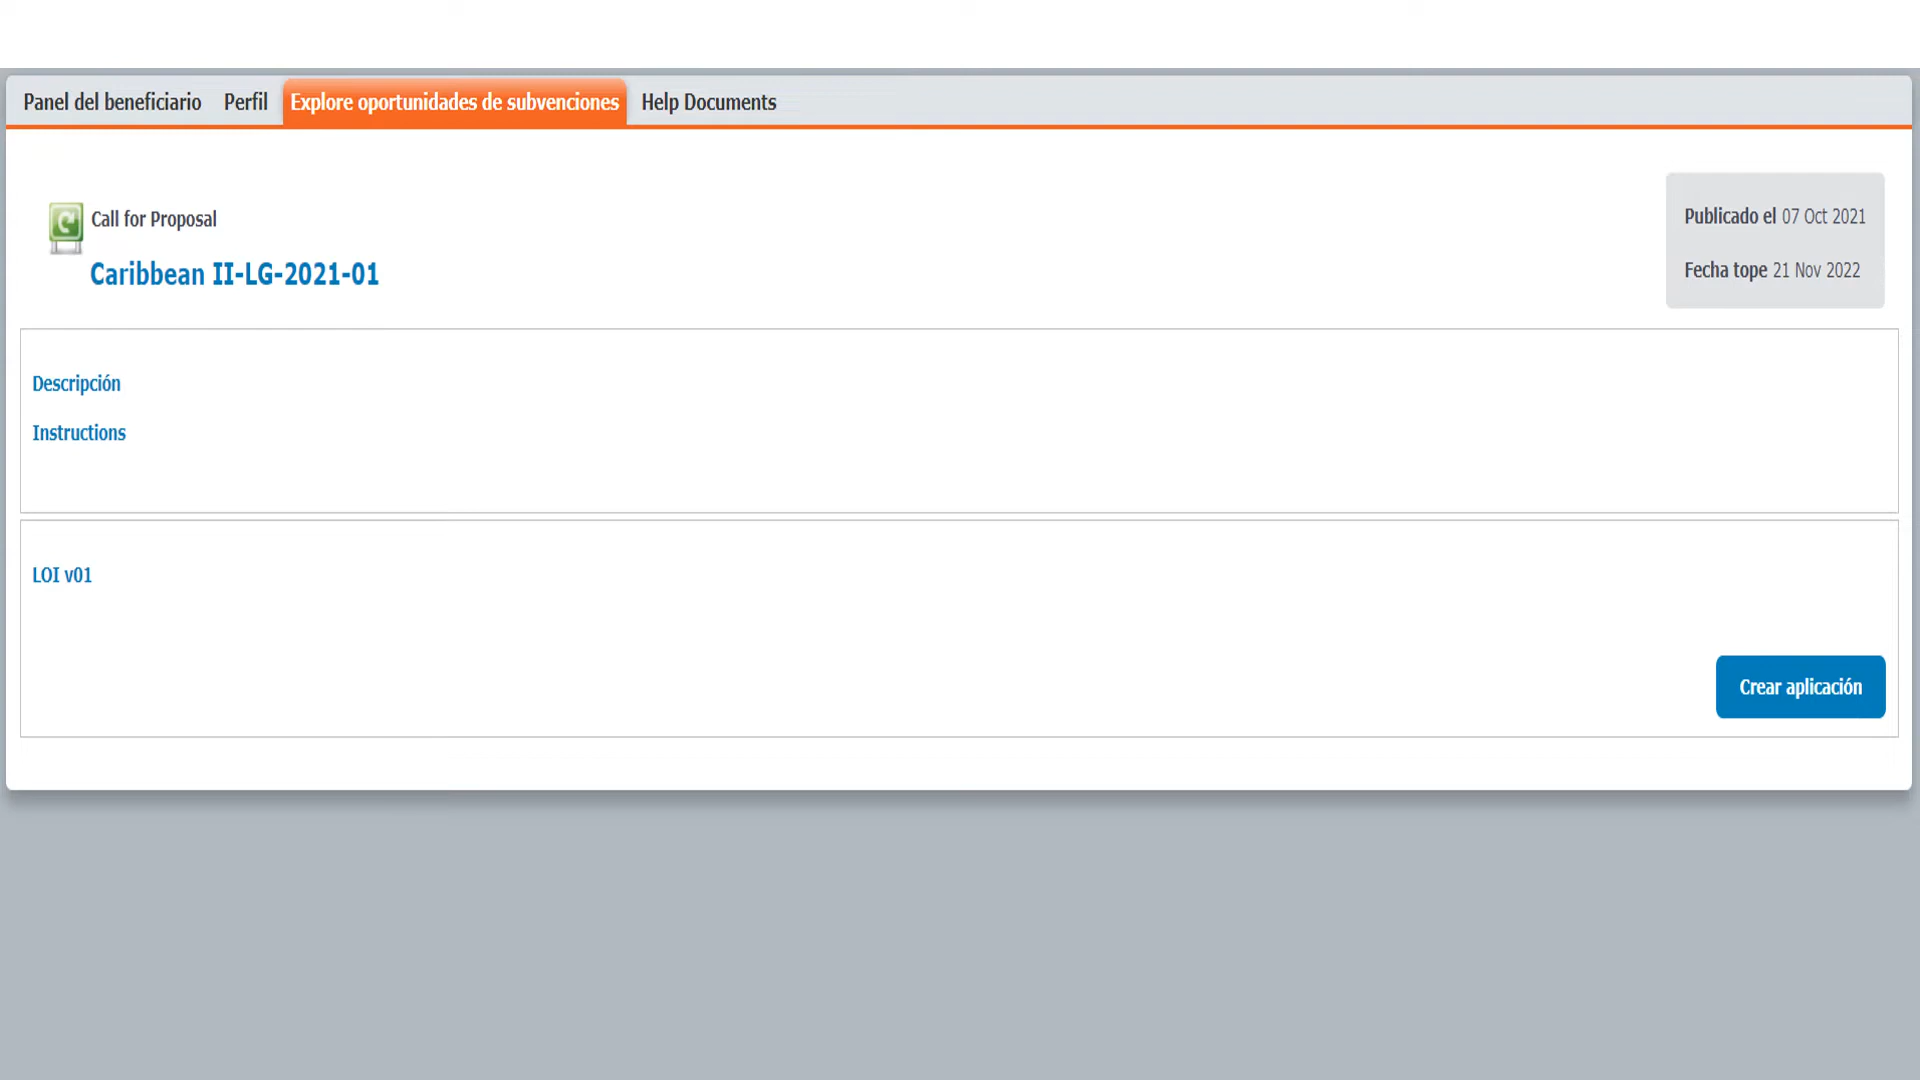 Panel del beneficiario Perfil Explore oportunidades de subvenciones Help Documents
Call for Proposal
Caribbean II-LG-2021-01
Publicado el 07 Oct 2021
Fecha tope 21 Nov 2022
Descripción
Instructions
LOI v01
Crear aplicación